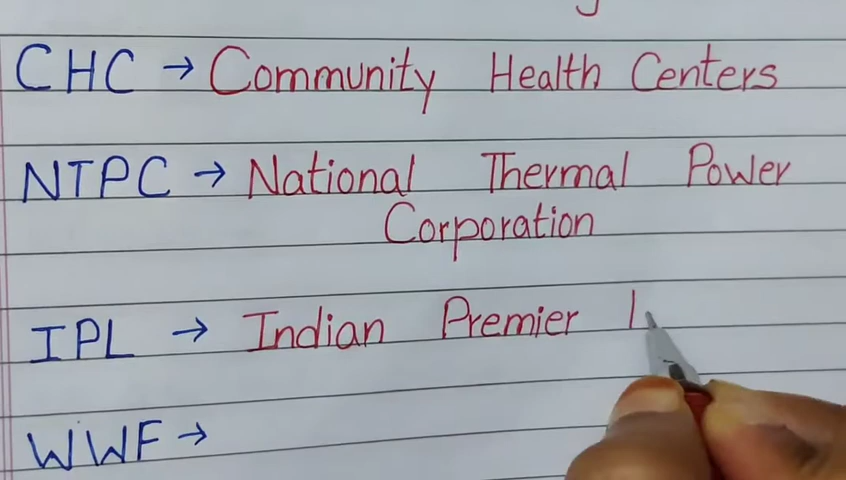 CHC → Community Health Centers
NTPC → National Thermal Power
Corporation
IPL → Indian Premier
WWF →